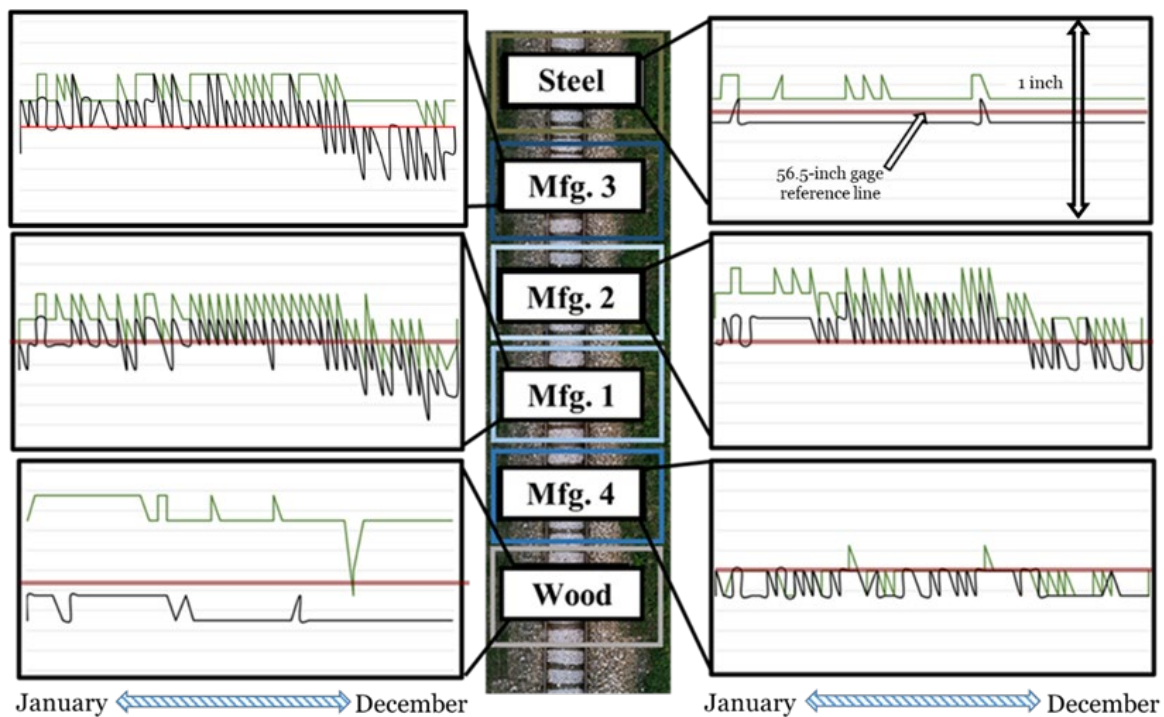 Steel
1 inch
56.5-inch gage
reference line
Mfg. 3
Mfg. 2
Mfg. 1
Mfg. 4
Wood
January
December
January
December